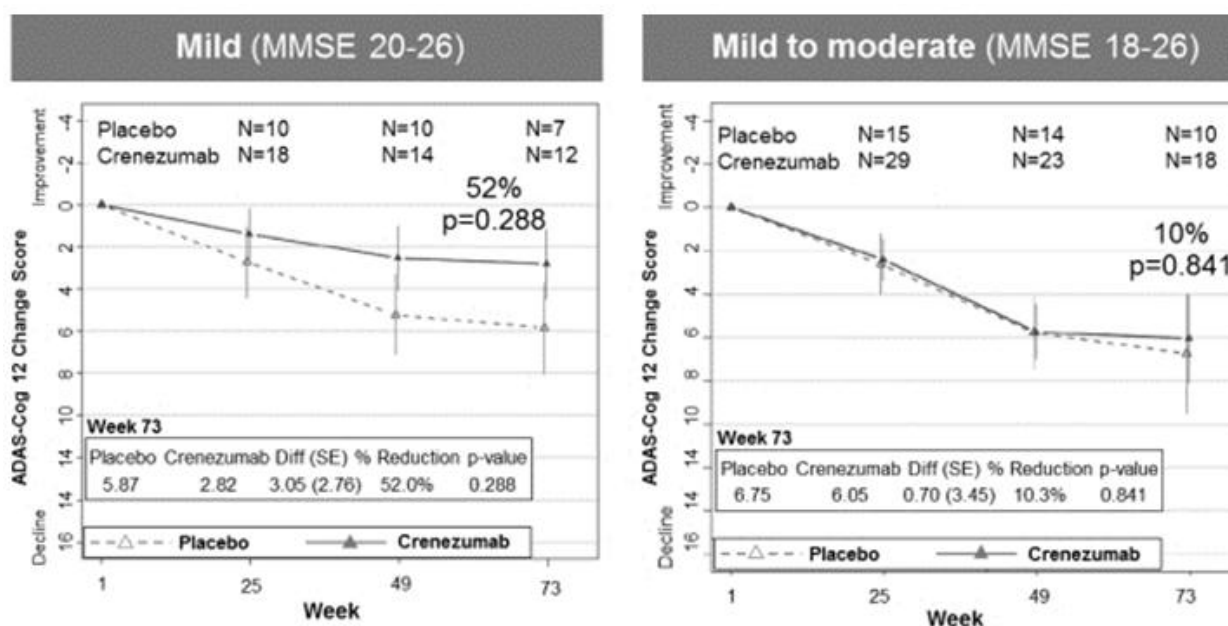 Mild (MMSE 20-26)
Improvement
Decline
ADAS-Cog 12 Change Score
-4
-2
0
2
4
6
8
10
12
14
16
Placebo N=10 N=10 N=7
Crenezumab N=18 N=14 N=12
52%
p=0.288
Week 73
Placebo Crenezumab Diff (SE) % Reduction p-value
5.87 2.82 3.05 (2.76) 52.0% 0.288
Placebo Crenezumab
1 25 49 73
Week
Mild to moderate (MMSE 18-26)
Improvement
Decline
ADAS-Cog 12 Change Score
-4
-2
0
2
4
6
8
10
12
14
16
Placebo N=15 N=14 N=10
Crenezumab N=29 N=23 N=18
10%
p=0.841
Week 73
Placebo Crenezumab Diff (SE) % Reduction p-value
6.75 6.05 0.70 (3.45) 10.3% 0.841
Placebo Crenezumab
1 25 49 73
Week